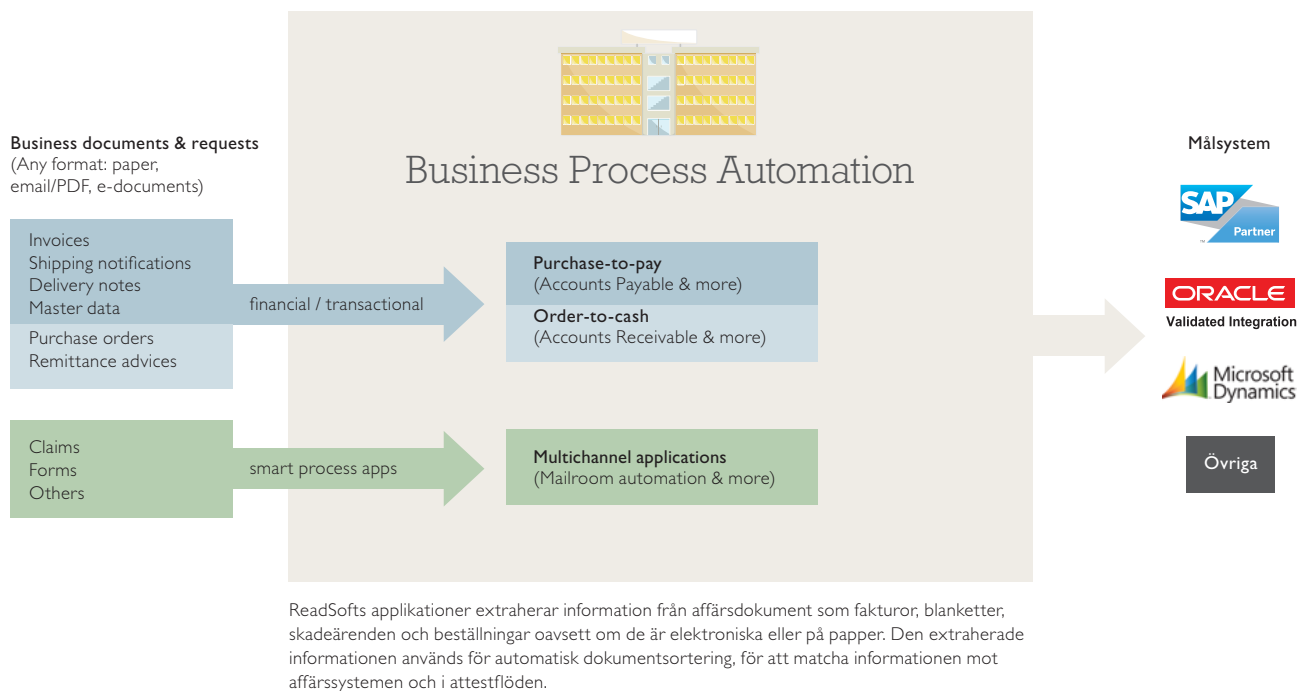 Business documents & requests
(Any format: paper,
email/PDF, e-documents)
Invoices
Shipping notifications
Delivery notes
Master data
Purchase orders
Remittance advices
Claims
Forms
Others
financial / transactional
smart process apps
Business Process Automation
Purchase-to-pay
(Accounts Payable & more)
Order-to-cash
(Accounts Receivable & more)
Multichannel applications
(Mailroom automation & more)
Målsystem
SAP
™ Partner
ORACLE
Validated Integration
Microsoft
Dynamics
Övriga
ReadSofts applikationer extraherar information från affärsdokument som fakturor, blanketter,
skadeärenden och beställningar oavsett om de är elektroniska eller på papper. Den extraherade
informationen används för automatisk dokumentsortering, för att matcha informationen mot
affärssystemen och i attestflöden.